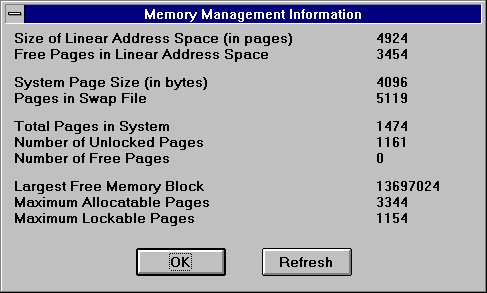 Memory Management Information
Size of Linear Address Space (in pages) 4924
Free Pages in Linear Address Space 3454
System Page Size (in bytes) 4096
Pages in Swap File 5119
Total Pages in System 1474
Number of Unlocked Pages 1161
Number of Free Pages 0
Largest Free Memory Block 13697024
Maximum Allocatable Pages 3344
Maximum Lockable Pages 1154
OK Refresh